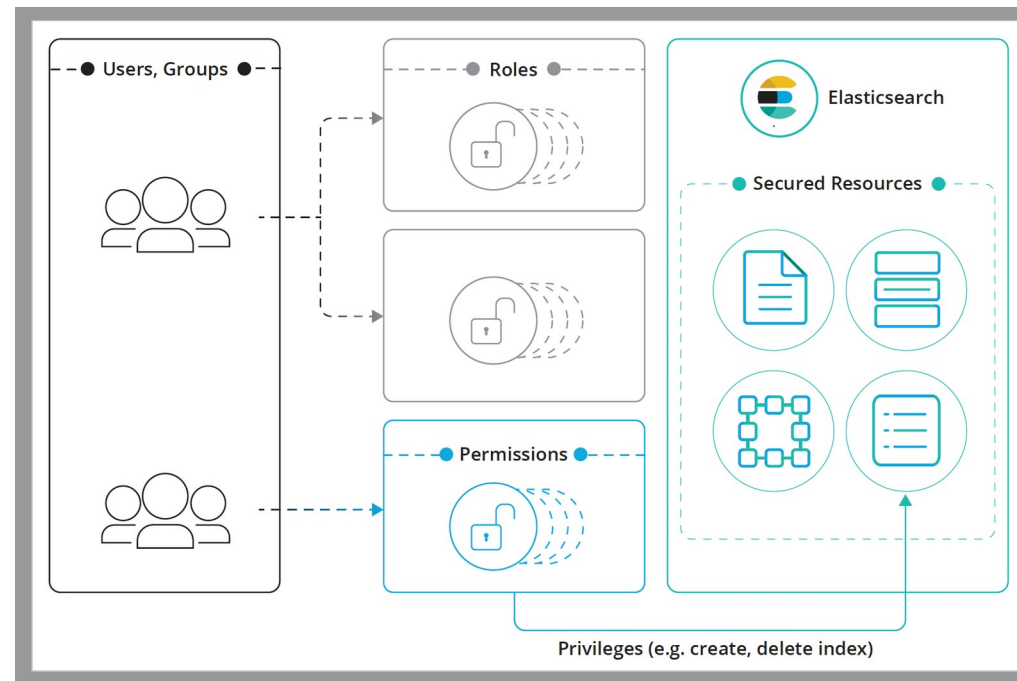 Users, Groups
Roles
Elasticsearch
Secured Resources
Permissions
Privileges (e.g. create, delete index)